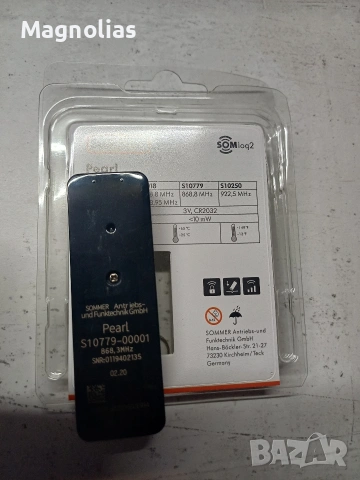 Magnolias
SOMloq2
Pearl
S10779 S10250
868,8 MHz 922,5 MHz
3V, CR2032
<10 mW
SOMMER Antriebs-
und Funktechnik GmbH
Hans-Böckler-Str. 21-27
73230 Kirchheim/Teck
Germany
SOMMER Antriebs-
und Funktechnik GmbH
Pearl
S10779-00001
868,3MHz
SNR:0119402135
02.20
BAZAR.bg